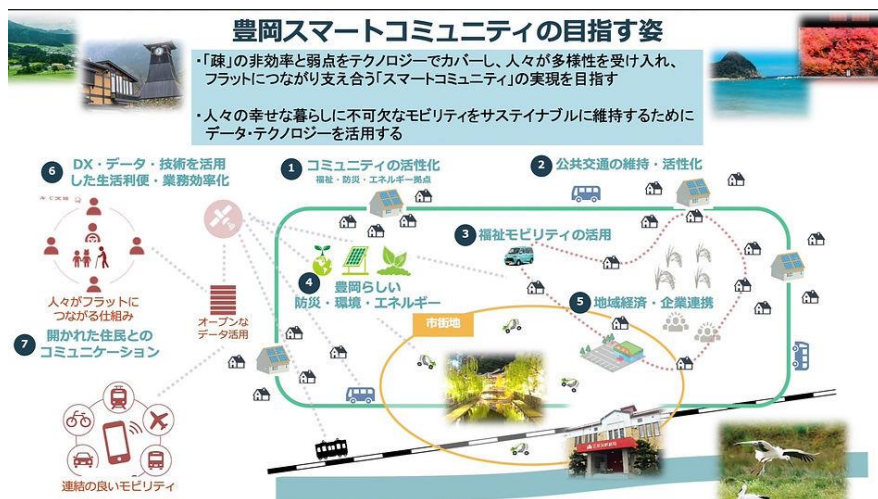 豊岡スマートコミュニティの目指す姿
・「疎」の非効率と弱点をテクノロジーでカバーし、人々が多様性を受け入れ、
フラットにつながり支え合う「スマートコミュニティ」の実現を目指す
・人々の幸せな暮らしに不可欠なモビリティをサステイナブルに維持するために
データ・テクノロジーを活用する
1 コミュニティの活性化
福祉・防災・エネルギー拠点
2 公共交通の維持・活性化
3 福祉モビリティの活用
4 豊岡らしい
防災・環境・エネルギー
5 地域経済・企業連携
市街地
6 DX・データ・技術を活用
した生活利便・業務効率化
人々がフラットに
つながる仕組み
オープンな
データ活用
7 開かれた住民との
コミュニケーション
連結の良いモビリティ